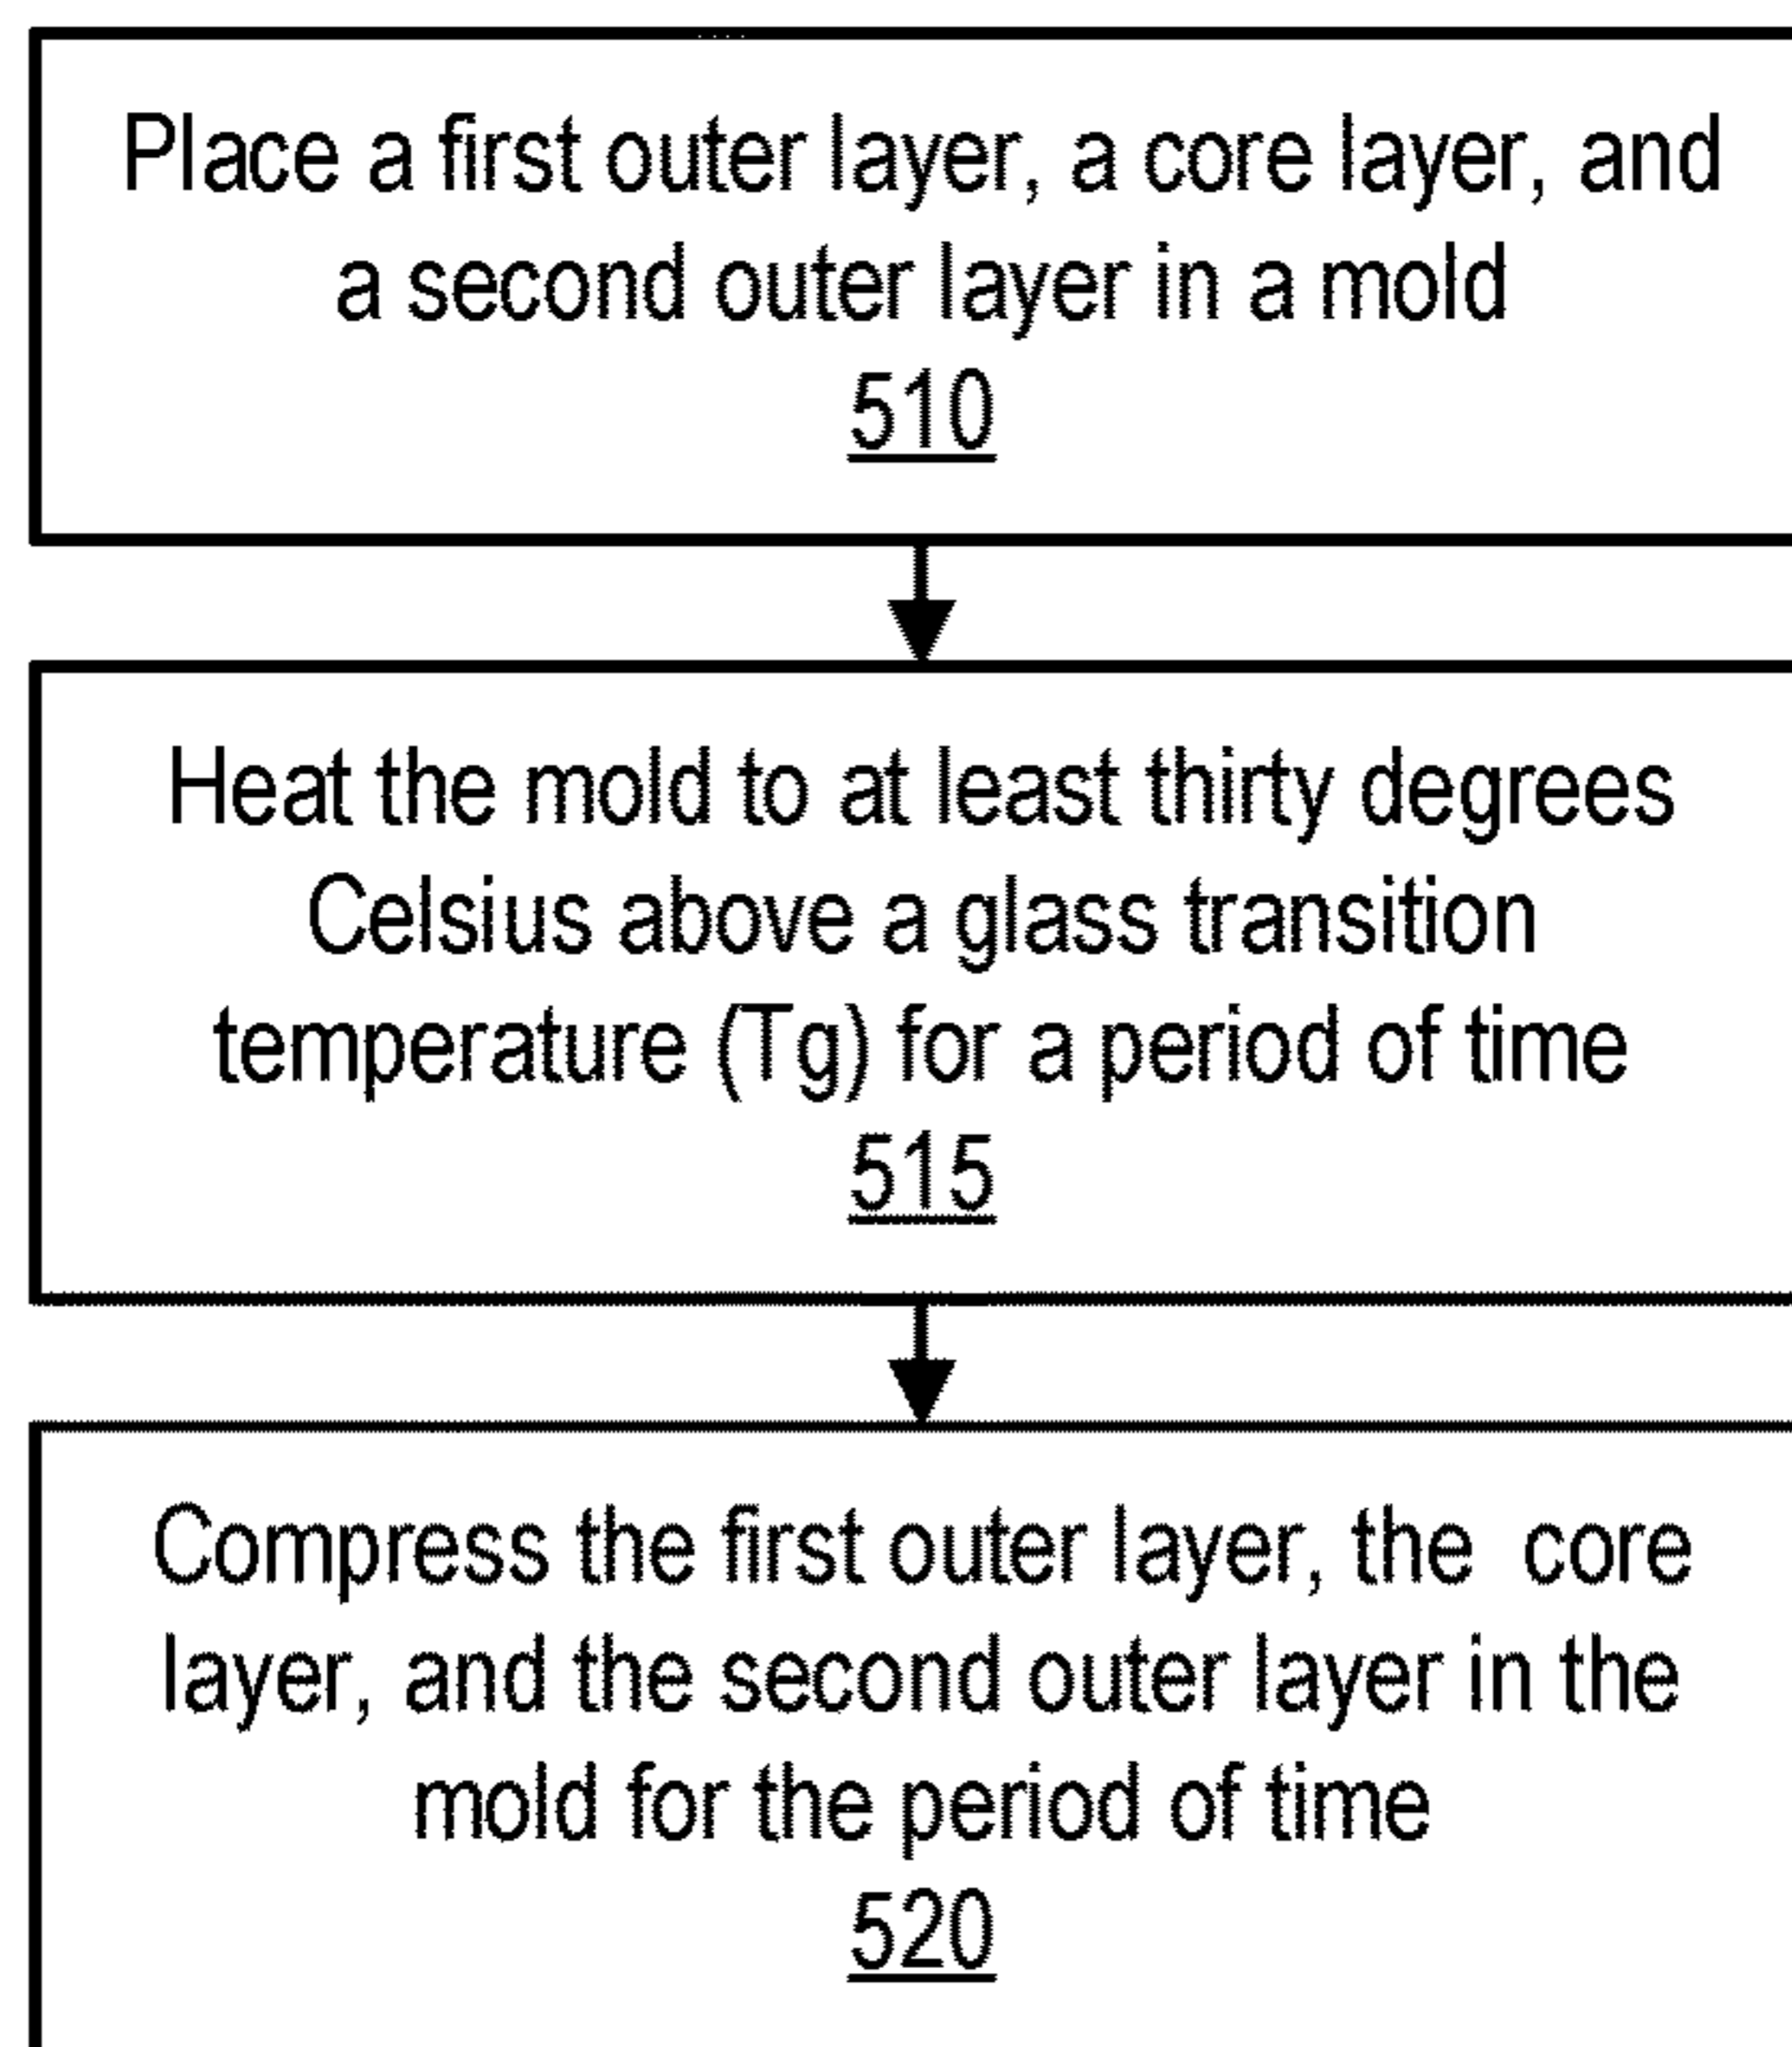 Place a first outer layer, a core layer, and
a second outer layer in a mold
510
Heat the mold to at least thirty degrees
Celsius above a glass transition
temperature (Tg) for a period of time
515
Compress the first outer layer, the core
layer, and the second outer layer in the
mold for the period of time
520